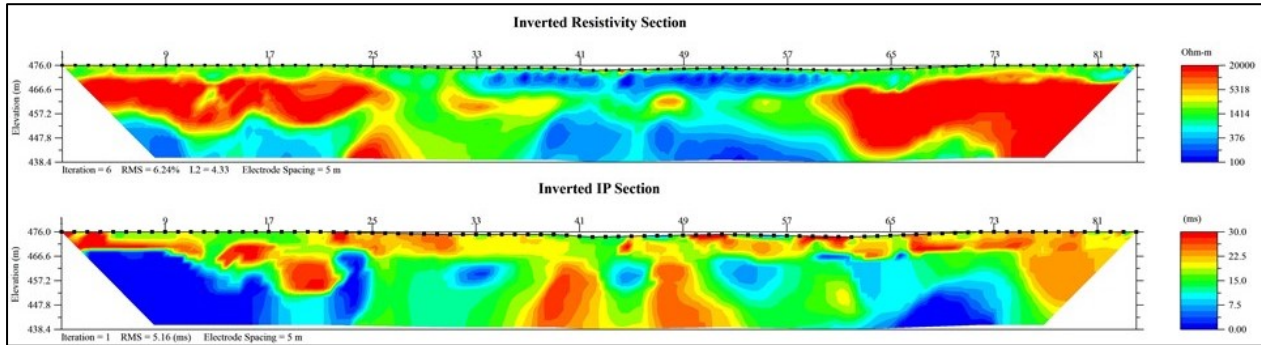 Inverted Resistivity Section
1 9 17 25 33 41 49 57 65 73 81
Ohm-m
476.0 20000
466.6 5318
457.2 1414
447.8 376
438.4 100
Elevation (m)
Iteration = 6 RMS = 6.24% L2 = 4.33 Electrode Spacing = 5 m
Inverted IP Section
1 9 17 25 33 41 49 57 65 73 81
(ms)
476.0 30.0
466.6 22.5
457.2 15.0
447.8 7.5
438.4 0.0
Elevation (m)
Iteration = 1 RMS = 5.16 (ms) Electrode Spacing = 5 m